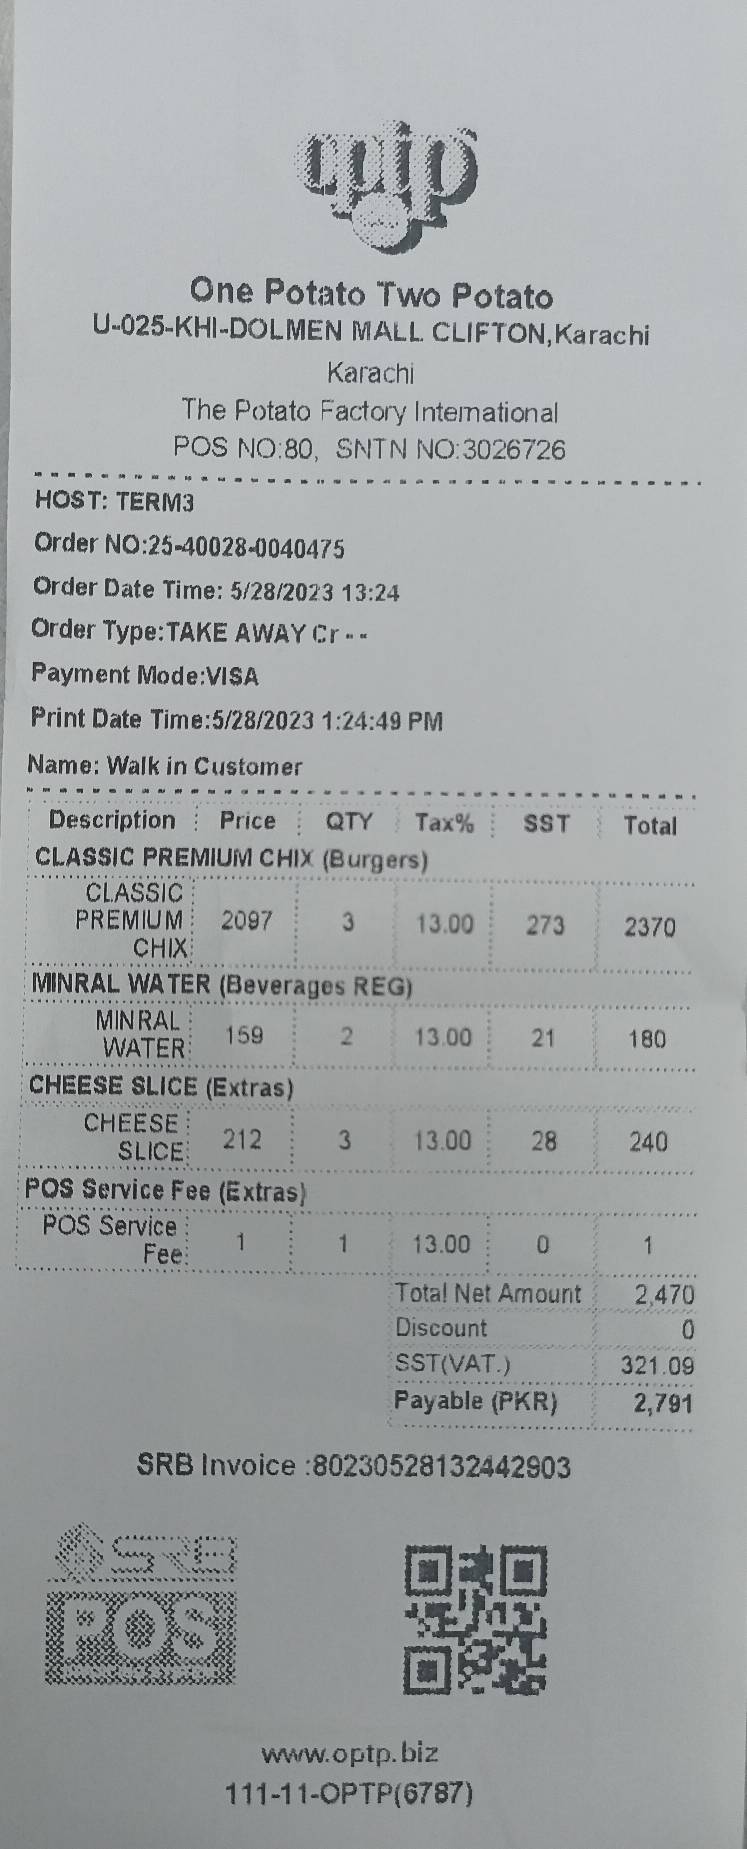 optp
One Potato Two Potato
U-025-KHI-DOLMEN MALL CLIFTON,Karachi
Karachi
The Potato Factory International
POS NO:80, SNTN NO:3026726
HOST: TERM3
Order NO:25-40028-0040475
Order Date Time: 5/28/2023 13:24
Order Type:TAKE AWAY Cr --
Payment Mode:VISA
Print Date Time:5/28/2023 1:24:49 PM
Name: Walk in Customer
Description Price QTY Tax% SST Total
CLASSIC PREMIUM CHIX (Burgers)
CLASSIC
PREMIUM 2097 3 13.00 273 2370
CHIX
MINRAL WATER (Beverages REG)
MINRAL
WATER 159 2 13.00 21 180
CHEESE SLICE (Extras)
CHEESE
SLICE 212 3 13.00 28 240
POS Service Fee (Extras)
POS Service
Fee 1 1 13.00 0 1
Total Net Amount 2,470
Discount 0
SST(VAT.) 321.09
Payable (PKR) 2,791
SRB Invoice :80230528132442903
SRB
POS
www.optp.biz
111-11-OPTP(6787)